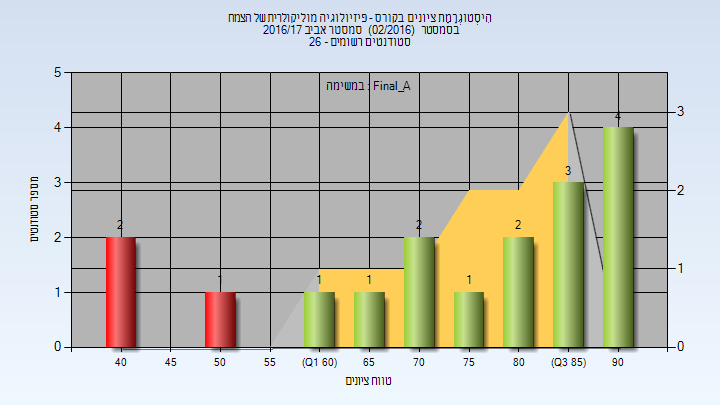 היסטוגרמת ציונים בקורס - פיזיולוגיה מוליקולרית של הצמח
בסמסטר (02/2016) סמסטר אביב 2016/17
סטודנטים רשומים - 26
במשימה : Final_A
מספר סטודנטים
5
4
3
2
1
0
3
2
1
0
2
1
1
1
2
1
2
3
4
40 45 50 55 (Q1 60) 65 70 75 80 (Q3 85) 90
טווח ציונים